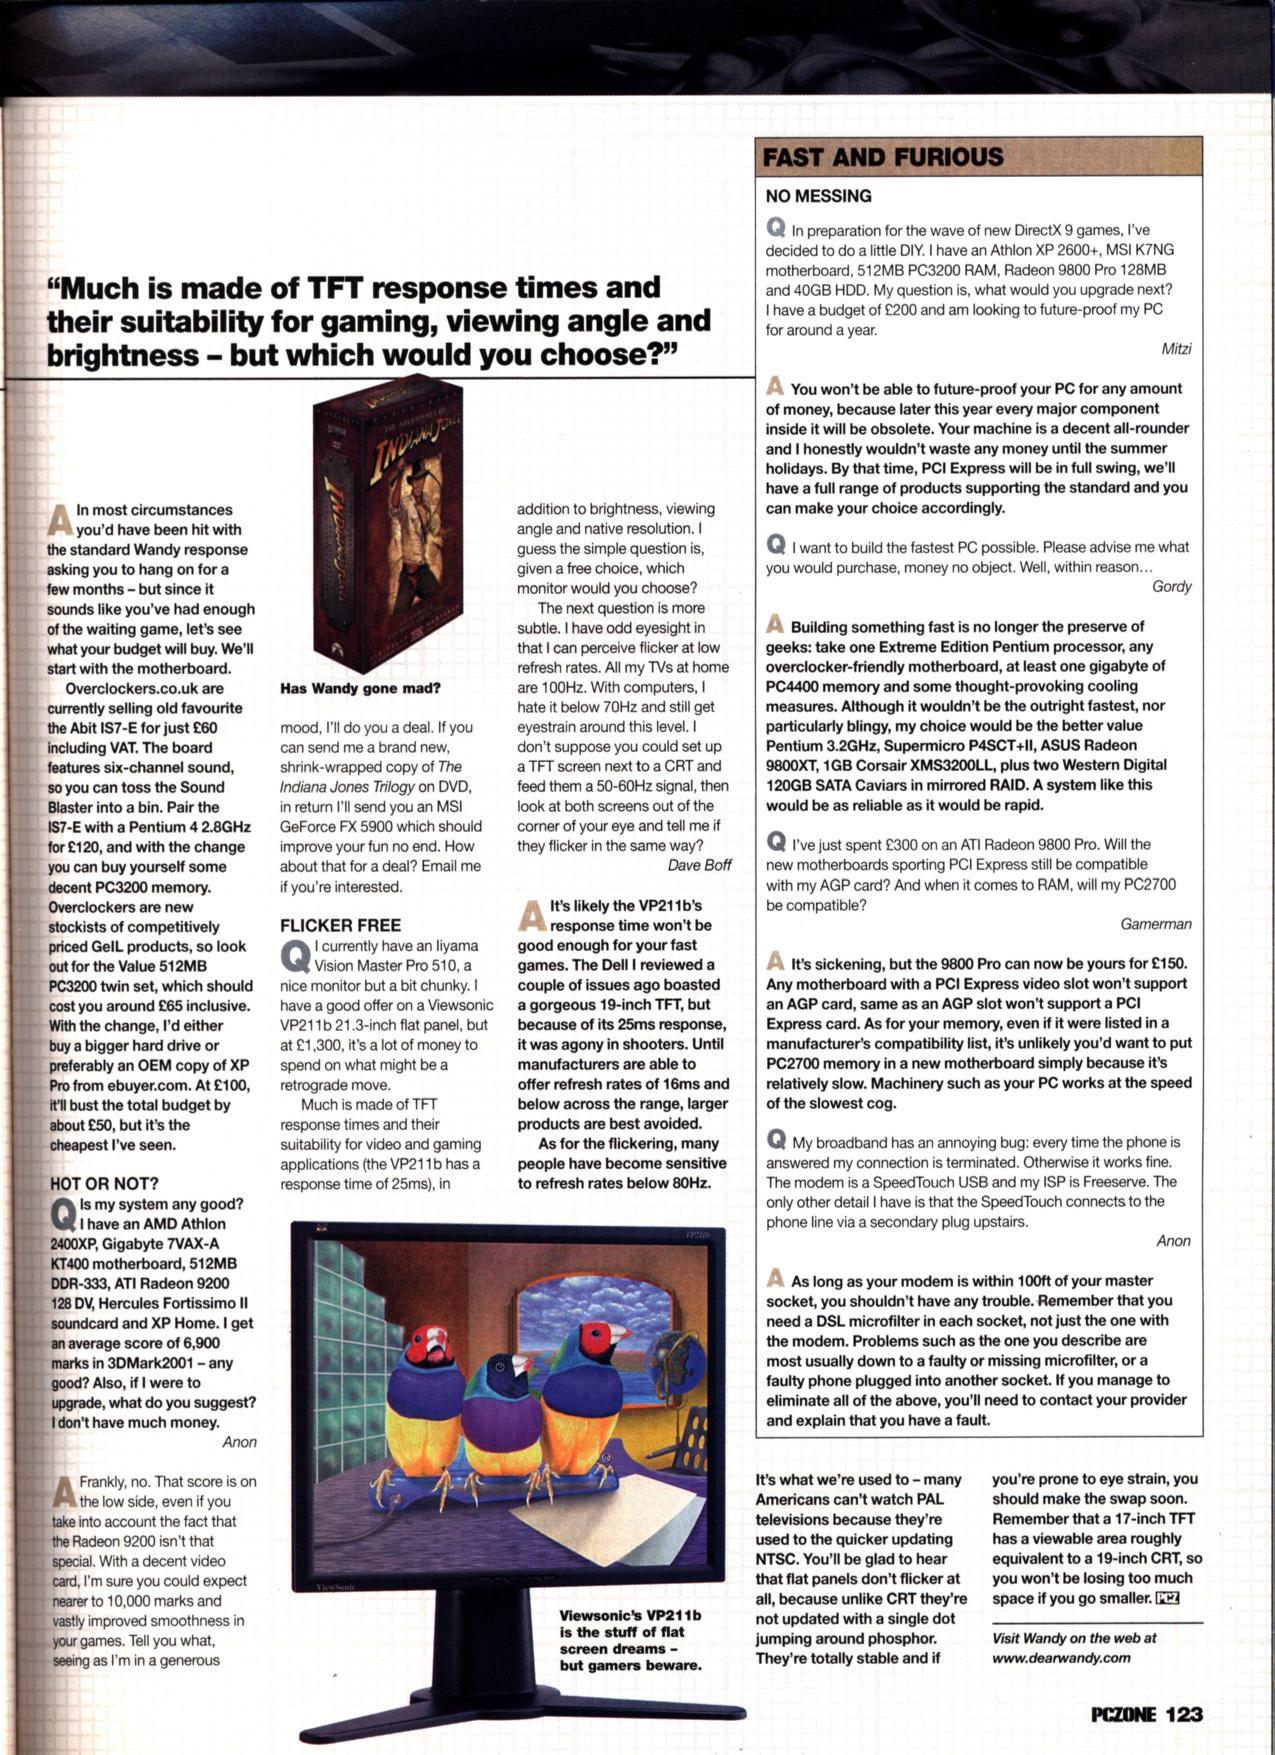 "Much is made of TFT response times and
their suitability for gaming, viewing angle and
brightness – but which would you choose?"
A In most circumstances
you'd have been hit with
the standard Wandy response
asking you to hang on for a
few months – but since it
sounds like you've had enough
of the waiting game, let's see
what your budget will buy. We'll
start with the motherboard.
Overclockers.co.uk are
currently selling old favourite
the Abit IS7-E for just £60
including VAT. The board
features six-channel sound,
so you can toss the Sound
Blaster into a bin. Pair the
IS7-E with a Pentium 4 2.8GHz
for £120, and with the change
you can buy yourself some
decent PC3200 memory.
Overclockers are new
stockists of competitively
priced GeIL products, so look
out for the Value 512MB
PC3200 twin set, which should
cost you around £65 inclusive.
With the change, I'd either
buy a bigger hard drive or
preferably an OEM copy of XP
Pro from ebuyer.com. At £100,
it'll bust the total budget by
about £50, but it's the
cheapest I've seen.
HOT OR NOT?
Q Is my system any good?
I have an AMD Athlon
2400XP, Gigabyte 7VAX-A
KT400 motherboard, 512MB
DDR-333, ATI Radeon 9200
128 DV, Hercules Fortissimo II
soundcard and XP Home. I get
an average score of 6,900
marks in 3DMark2001 – any
good? Also, if I were to
upgrade, what do you suggest?
I don't have much money.
Anon
A Frankly, no. That score is on
the low side, even if you
take into account the fact that
the Radeon 9200 isn't that
special. With a decent video
card, I'm sure you could expect
nearer to 10,000 marks and
vastly improved smoothness in
your games. Tell you what,
seeing as I'm in a generous
THE ADVENTURES OF
INDIANA JONES
INDIANA JONES
Has Wandy gone mad?
mood, I'll do you a deal. If you
can send me a brand new,
shrink-wrapped copy of The
Indiana Jones Trilogy on DVD,
in return I'll send you an MSI
GeForce FX 5900 which should
improve your fun no end. How
about that for a deal? Email me
if you're interested.
FLICKER FREE
Q I currently have an Iiyama
Vision Master Pro 510, a
nice monitor but a bit chunky. I
have a good offer on a Viewsonic
VP211b 21.3-inch flat panel, but
at £1,300, it's a lot of money to
spend on what might be a
retrograde move.
Much is made of TFT
response times and their
suitability for video and gaming
applications (the VP211b has a
response time of 25ms), in
addition to brightness, viewing
angle and native resolution. I
guess the simple question is,
given a free choice, which
monitor would you choose?
The next question is more
subtle. I have odd eyesight in
that I can perceive flicker at low
refresh rates. All my TVs at home
are 100Hz. With computers, I
hate it below 70Hz and still get
eyestrain around this level. I
don't suppose you could set up
a TFT screen next to a CRT and
feed them a 50-60Hz signal, then
look at both screens out of the
corner of your eye and tell me if
they flicker in the same way?
Dave Boff
A It's likely the VP211b's
response time won't be
good enough for your fast
games. The Dell I reviewed a
couple of issues ago boasted
a gorgeous 19-inch TFT, but
because of its 25ms response,
it was agony in shooters. Until
manufacturers are able to
offer refresh rates of 16ms and
below across the range, larger
products are best avoided.
As for the flickering, many
people have become sensitive
to refresh rates below 80Hz.
VP211b
ViewSonic
Viewsonic's VP211b
is the stuff of flat
screen dreams –
but gamers beware.
It's what we're used to – many
Americans can't watch PAL
televisions because they're
used to the quicker updating
NTSC. You'll be glad to hear
that flat panels don't flicker at
all, because unlike CRT they're
not updated with a single dot
jumping around phosphor.
They're totally stable and if
you're prone to eye strain, you
should make the swap soon.
Remember that a 17-inch TFT
has a viewable area roughly
equivalent to a 19-inch CRT, so
you won't be losing too much
space if you go smaller. PCZ
Visit Wandy on the web at
www.dearwandy.com
FAST AND FURIOUS
NO MESSING
Q In preparation for the wave of new DirectX 9 games, I've
decided to do a little DIY. I have an Athlon XP 2600+, MSI K7NG
motherboard, 512MB PC3200 RAM, Radeon 9800 Pro 128MB
and 40GB HDD. My question is, what would you upgrade next?
I have a budget of £200 and am looking to future-proof my PC
for around a year.
Mitzi
A You won't be able to future-proof your PC for any amount
of money, because later this year every major component
inside it will be obsolete. Your machine is a decent all-rounder
and I honestly wouldn't waste any money until the summer
holidays. By that time, PCI Express will be in full swing, we'll
have a full range of products supporting the standard and you
can make your choice accordingly.
Q I want to build the fastest PC possible. Please advise me what
you would purchase, money no object. Well, within reason...
Gordy
A Building something fast is no longer the preserve of
geeks: take one Extreme Edition Pentium processor, any
overclocker-friendly motherboard, at least one gigabyte of
PC4400 memory and some thought-provoking cooling
measures. Although it wouldn't be the outright fastest, nor
particularly blingy, my choice would be the better value
Pentium 3.2GHz, Supermicro P4SCT+II, ASUS Radeon
9800XT, 1GB Corsair XMS3200LL, plus two Western Digital
120GB SATA Caviars in mirrored RAID. A system like this
would be as reliable as it would be rapid.
Q I've just spent £300 on an ATI Radeon 9800 Pro. Will the
new motherboards sporting PCI Express still be compatible
with my AGP card? And when it comes to RAM, will my PC2700
be compatible?
Gamerman
A It's sickening, but the 9800 Pro can now be yours for £150.
Any motherboard with a PCI Express video slot won't support
an AGP card, same as an AGP slot won't support a PCI
Express card. As for your memory, even if it were listed in a
manufacturer's compatibility list, it's unlikely you'd want to put
PC2700 memory in a new motherboard simply because it's
relatively slow. Machinery such as your PC works at the speed
of the slowest cog.
Q My broadband has an annoying bug: every time the phone is
answered my connection is terminated. Otherwise it works fine.
The modem is a SpeedTouch USB and my ISP is Freeserve. The
only other detail I have is that the SpeedTouch connects to the
phone line via a secondary plug upstairs.
Anon
A As long as your modem is within 100ft of your master
socket, you shouldn't have any trouble. Remember that you
need a DSL microfilter in each socket, not just the one with
the modem. Problems such as the one you describe are
most usually down to a faulty or missing microfilter, or a
faulty phone plugged into another socket. If you manage to
eliminate all of the above, you'll need to contact your provider
and explain that you have a fault.
PCZONE 123